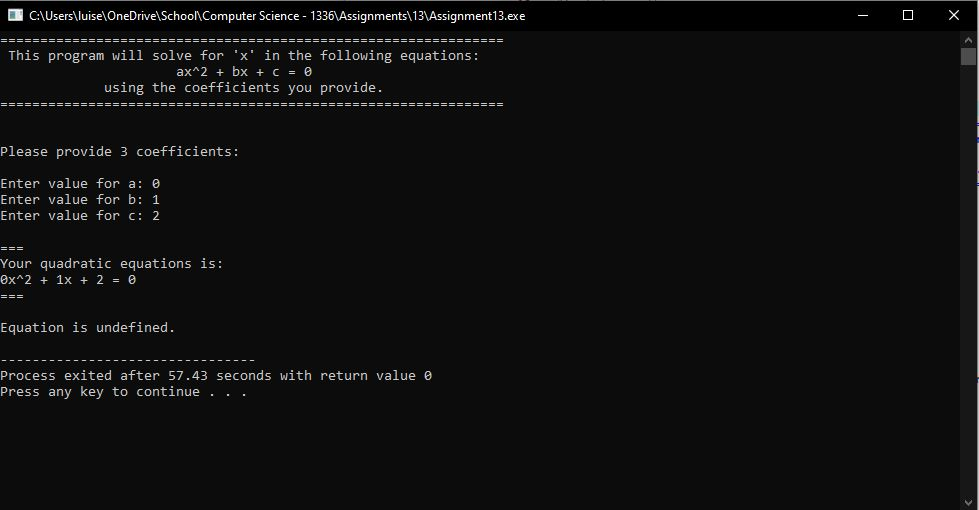 C:\Users\luise\OneDrive\School\Computer Science - 1336\Assignments\13\Assignment13.exe
===============================================================
This program will solve for 'x' in the following equations:
ax^2 + bx + c = 0
using the coefficients you provide.
===============================================================
Please provide 3 coefficients:
Enter value for a: 0
Enter value for b: 1
Enter value for c: 2
===
Your quadratic equations is:
0x^2 + 1x + 2 = 0
===
Equation is undefined.
--------------------------------
Process exited after 57.43 seconds with return value 0
Press any key to continue . . .